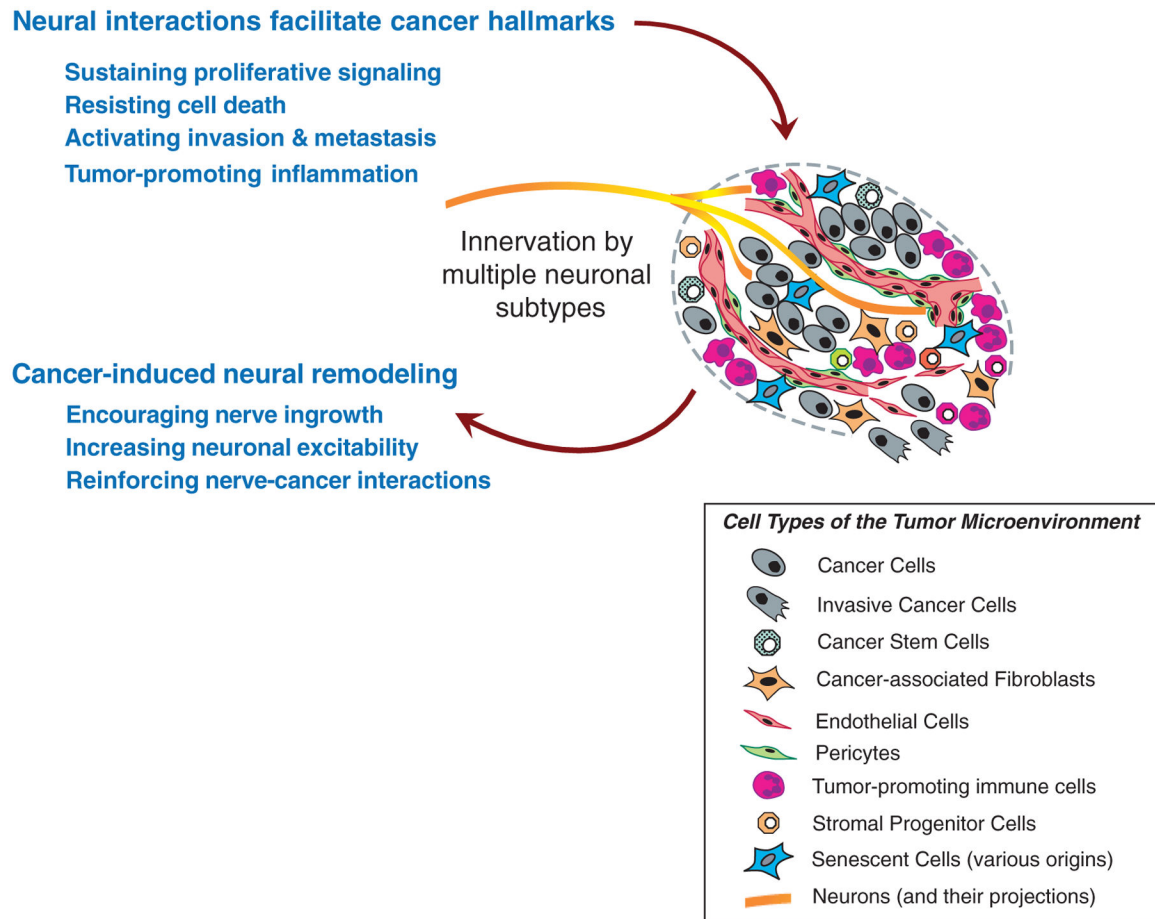 Neural interactions facilitate cancer hallmarks
Sustaining proliferative signaling
Resisting cell death
Activating invasion & metastasis
Tumor-promoting inflammation
Innervation by
multiple neuronal
subtypes
Cancer-induced neural remodeling
Encouraging nerve ingrowth
Increasing neuronal excitability
Reinforcing nerve-cancer interactions
Cell Types of the Tumor Microenvironment
Cancer Cells
Invasive Cancer Cells
Cancer Stem Cells
Cancer-associated Fibroblasts
Endothelial Cells
Pericytes
Tumor-promoting immune cells
Stromal Progenitor Cells
Senescent Cells (various origins)
Neurons (and their projections)